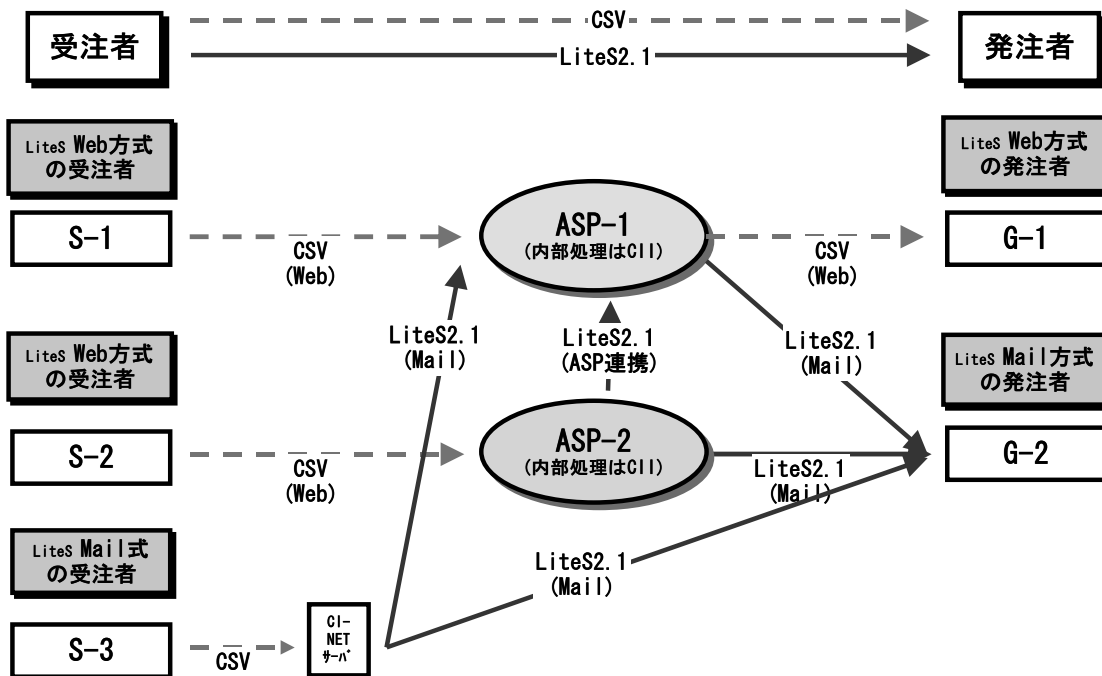 受注者
CSV
LiteS2.1
発注者
LiteS Web方式
の受注者
LiteS Web方式
の発注者
S-1
CSV
(Web)
ASP-1
(内部処理はCII)
CSV
(Web)
G-1
LiteS2.1
(Mail)
LiteS2.1
(ASP連携)
LiteS2.1
(Mail)
LiteS Web方式
の受注者
LiteS Mail方式
の発注者
S-2
CSV
(Web)
ASP-2
(内部処理はCII)
LiteS2.1
(Mail)
G-2
LiteS Mail式
の受注者
LiteS2.1
(Mail)
S-3
CSV
CI-
NET
サーバ